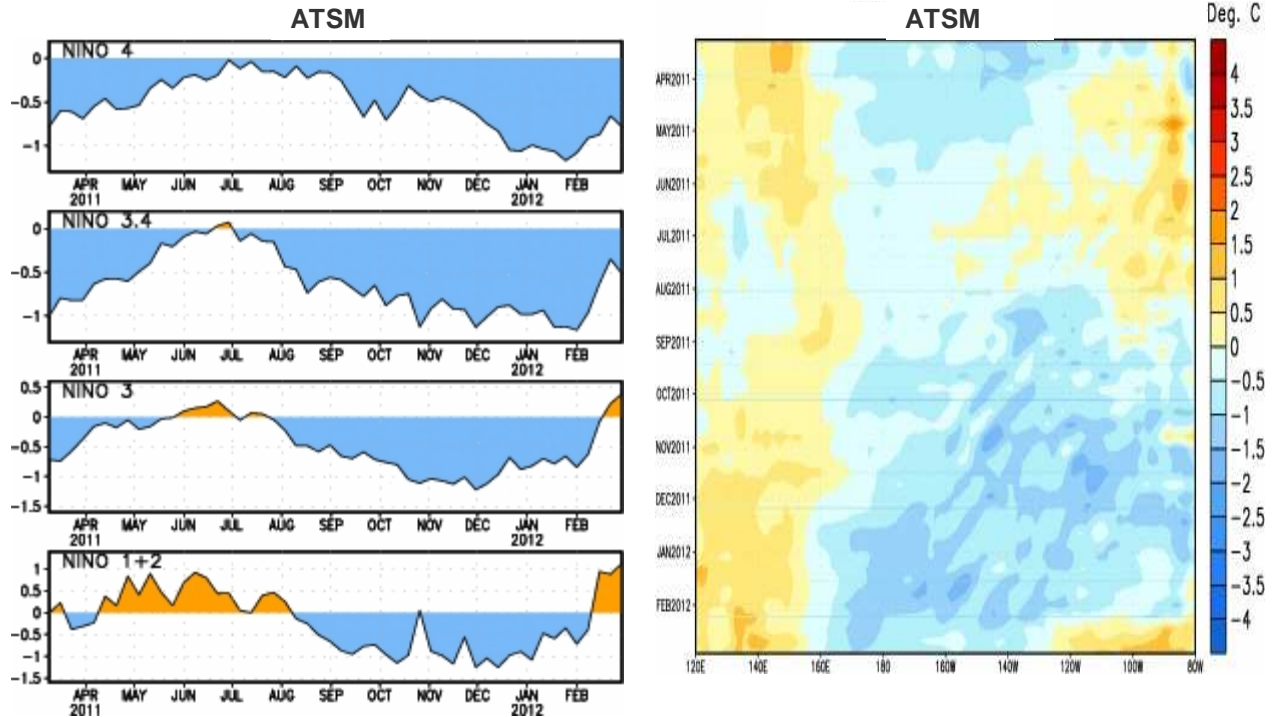 ATSM
NINO 4
0
−0.5
−1
APR MAY JUN JUL AUG SEP OCT NOV DEC JAN FEB
2011 2012
NINO 3.4
0
−0.5
−1
APR MAY JUN JUL AUG SEP OCT NOV DEC JAN FEB
2011 2012
NINO 3
0.5
0
−0.5
−1
−1.5
APR MAY JUN JUL AUG SEP OCT NOV DEC JAN FEB
2011 2012
NINO 1+2
1
0.5
0
−0.5
−1
−1.5
APR MAY JUN JUL AUG SEP OCT NOV DEC JAN FEB
2011 2012
ATSM
APR2011
MAY2011
JUN2011
JUL2011
AUG2011
SEP2011
OCT2011
NOV2011
DEC2011
JAN2012
FEB2012
120E 140E 160E 180 160W 140W 120W 100W 80W
Deg. C
4
3.5
3
2.5
2
1.5
1
0.5
0
−0.5
−1
−1.5
−2
−2.5
−3
−3.5
−4